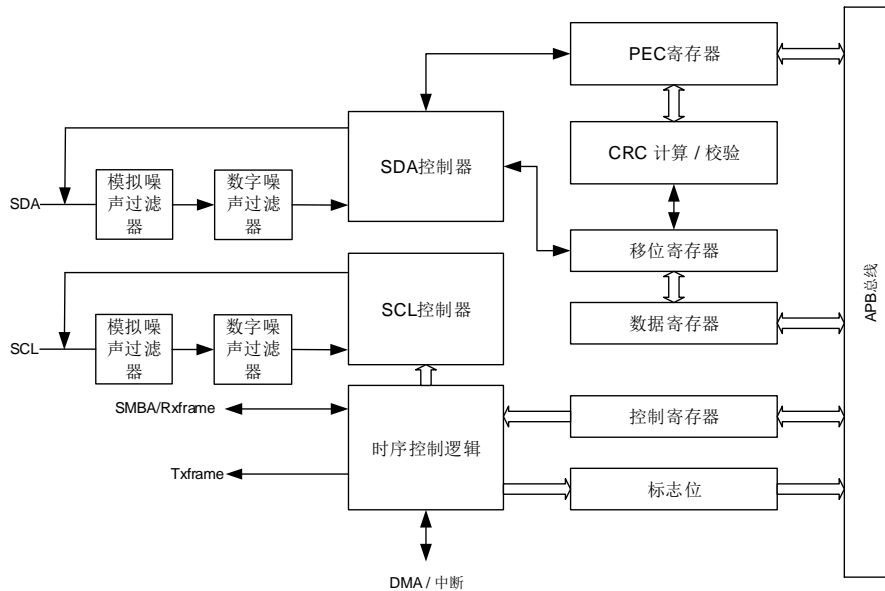 PEC寄存器
SDA控制器
CRC 计算 / 校验
模拟噪
声过滤
器
数字噪
声过滤
器
SDA
移位寄存器
SCL控制器
数据寄存器
APB总线
模拟噪
声过滤
器
数字噪
声过滤
器
SCL
SMBA/Rxframe
时序控制逻辑
控制寄存器
Txframe
标志位
DMA / 中断